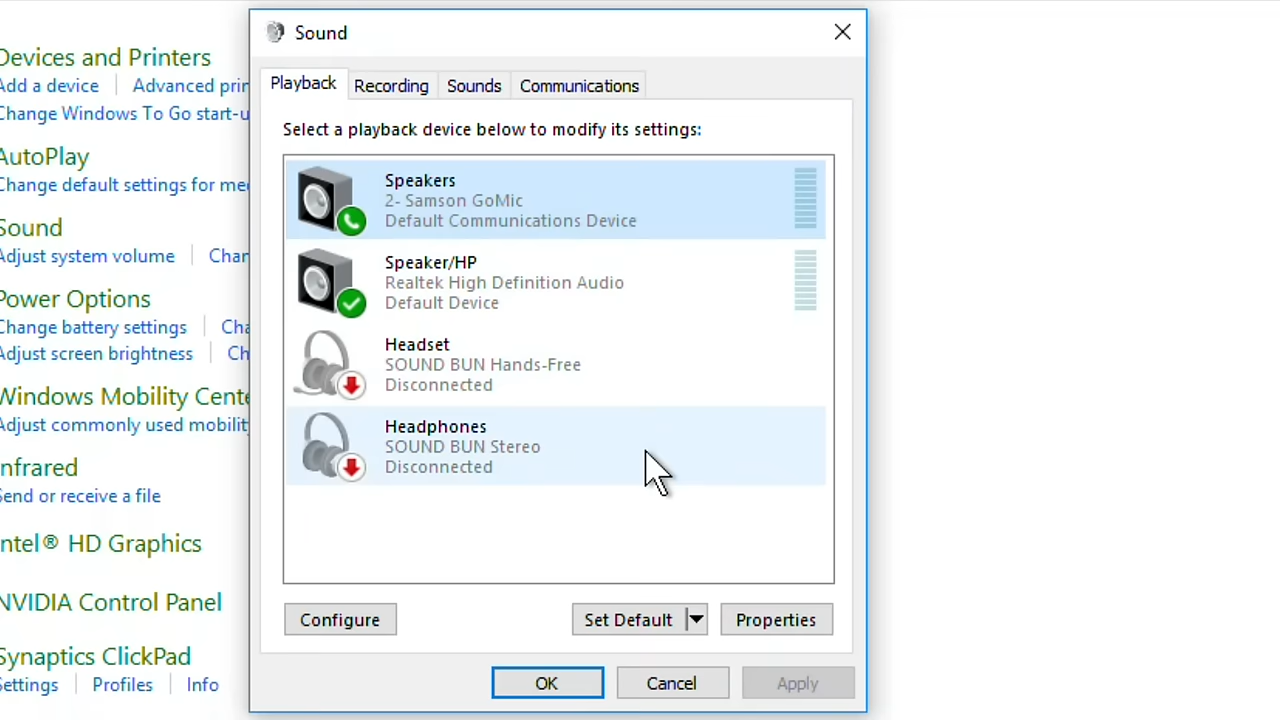 Sound
Playback
Recording
Sounds
Communications
Select a playback device below to modify its settings:
Speakers
2- Samson GoMic
Default Communications Device
Speaker/HP
Realtek High Definition Audio
Default Device
Headset
SOUND BUN Hands-Free
Disconnected
Headphones
SOUND BUN Stereo
Disconnected
Configure
Set Default
Properties
OK
Cancel
Apply
Devices and Printers
Add a device
Advanced prin
Change Windows To Go start-u
AutoPlay
Change default settings for me
Sound
Adjust system volume
Chan
Power Options
Change battery settings
Cha
Adjust screen brightness
Ch
Windows Mobility Cente
Adjust commonly used mobility
nfrared
Send or receive a file
ntel® HD Graphics
NVIDIA Control Panel
Synaptics ClickPad
Settings
Profiles
Info